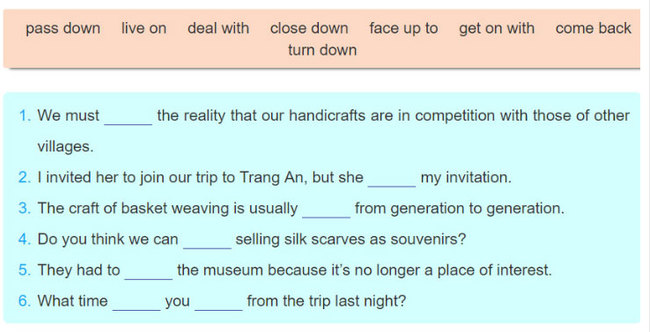 pass down live on deal with close down face up to get on with come back
turn down
1. We must ______ the reality that our handicrafts are in competition with those of other
villages.
2. I invited her to join our trip to Trang An, but she ______ my invitation.
3. The craft of basket weaving is usually ______ from generation to generation.
4. Do you think we can ______ selling silk scarves as souvenirs?
5. They had to ______ the museum because it’s no longer a place of interest.
6. What time ______ you ______ from the trip last night?